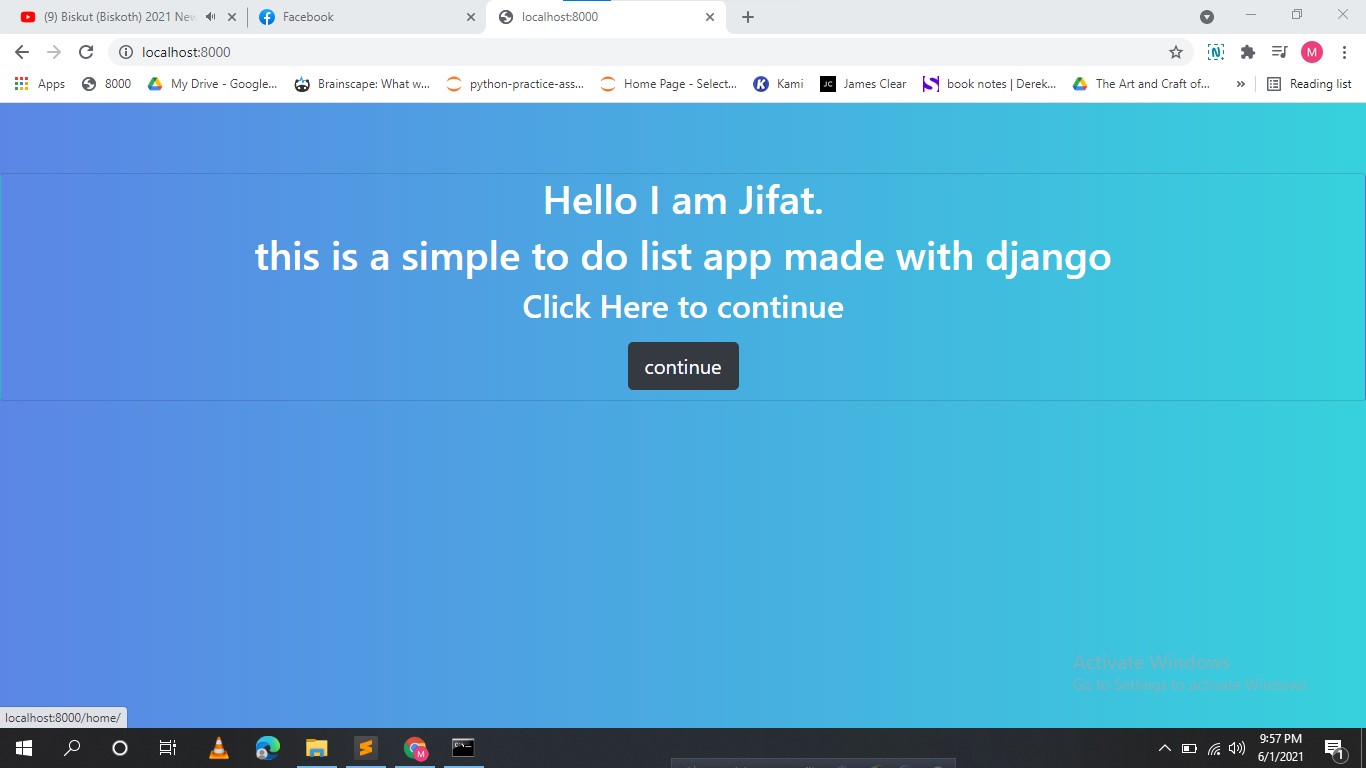 (9) Biskut (Biskoth) 2021 New
Facebook
localhost:8000
localhost:8000
Apps
8000
My Drive - Google...
Brainscape: What w...
python-practice-ass...
Home Page - Select...
Kami
James Clear
book notes | Derek...
The Art and Craft of...
»
Reading list
Hello I am Jifat.
this is a simple to do list app made with django
Click Here to continue
continue
Activate Windows
Go to Settings to activate Windows.
localhost:8000/home/
9:57 PM
6/1/2021
1